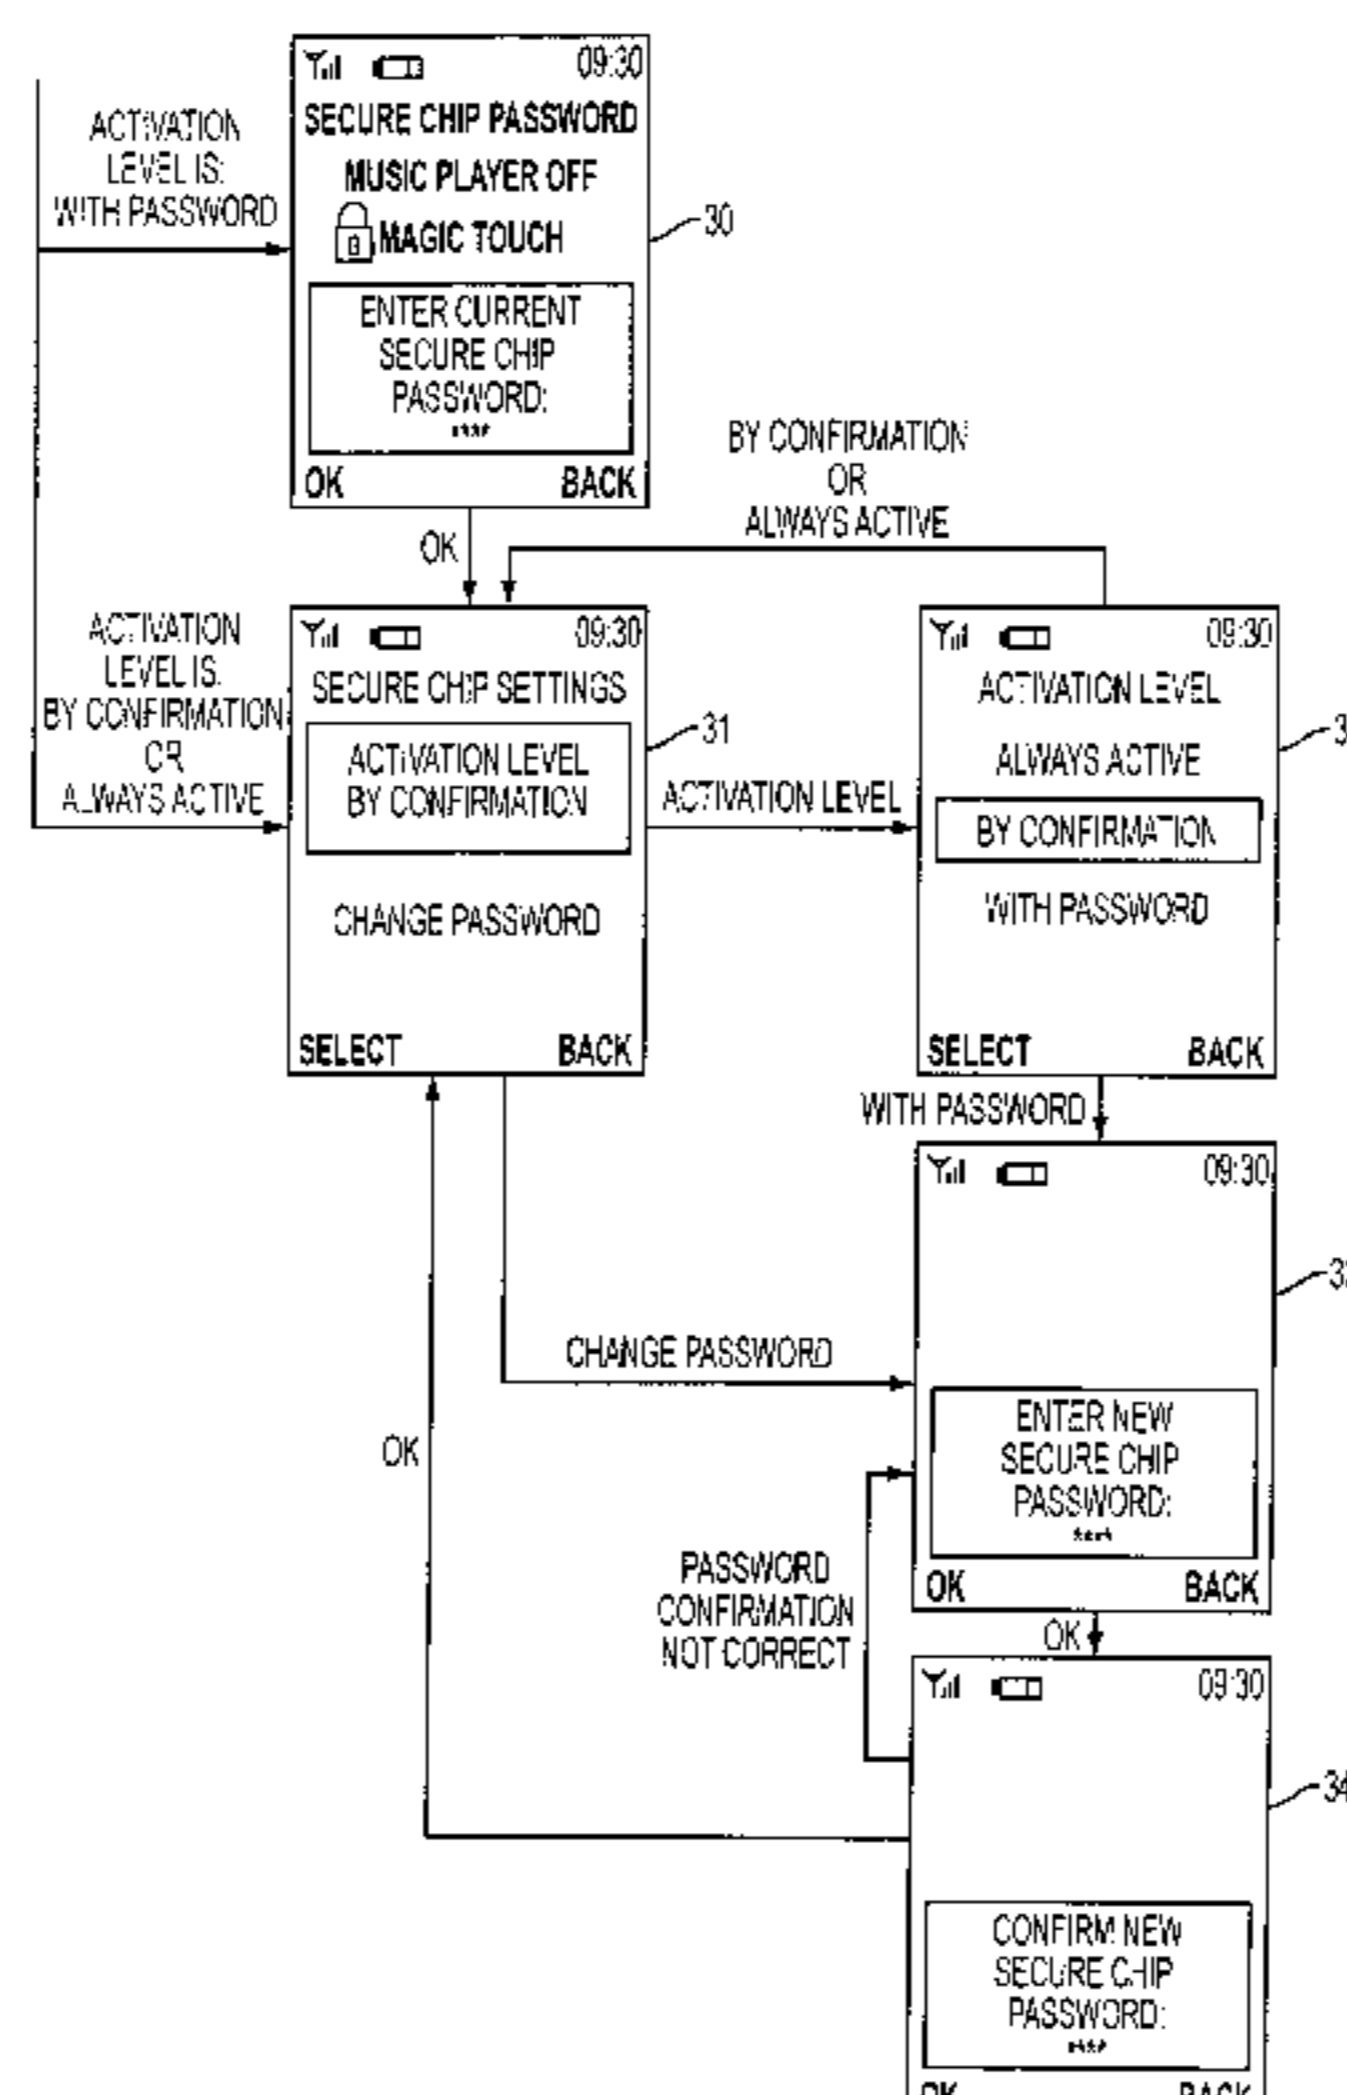 09:30
SECURE CHIP PASSWORD
MUSIC PLAYER OFF
MAGIC TOUCH
ENTER CURRENT
SECURE CHIP
PASSWORD:
****
OK BACK
30
ACTIVATION
LEVEL IS:
WITH PASSWORD
OK
BY CONFIRMATION
OR
ALWAYS ACTIVE
ACTIVATION
LEVEL IS:
BY CONFIRMATION
OR
ALWAYS ACTIVE
09:30
SECURE CHIP SETTINGS
ACTIVATION LEVEL
BY CONFIRMATION
CHANGE PASSWORD
SELECT BACK
31
ACTIVATION LEVEL
09:30
ACTIVATION LEVEL
ALWAYS ACTIVE
BY CONFIRMATION
WITH PASSWORD
SELECT BACK
WITH PASSWORD
09:30
ENTER NEW
SECURE CHIP
PASSWORD:
****
OK BACK
CHANGE PASSWORD
OK
PASSWORD
CONFIRMATION
NOT CORRECT
OK
09:30
34
CONFIRM NEW
SECURE CHIP
PASSWORD:
****
OK BACK